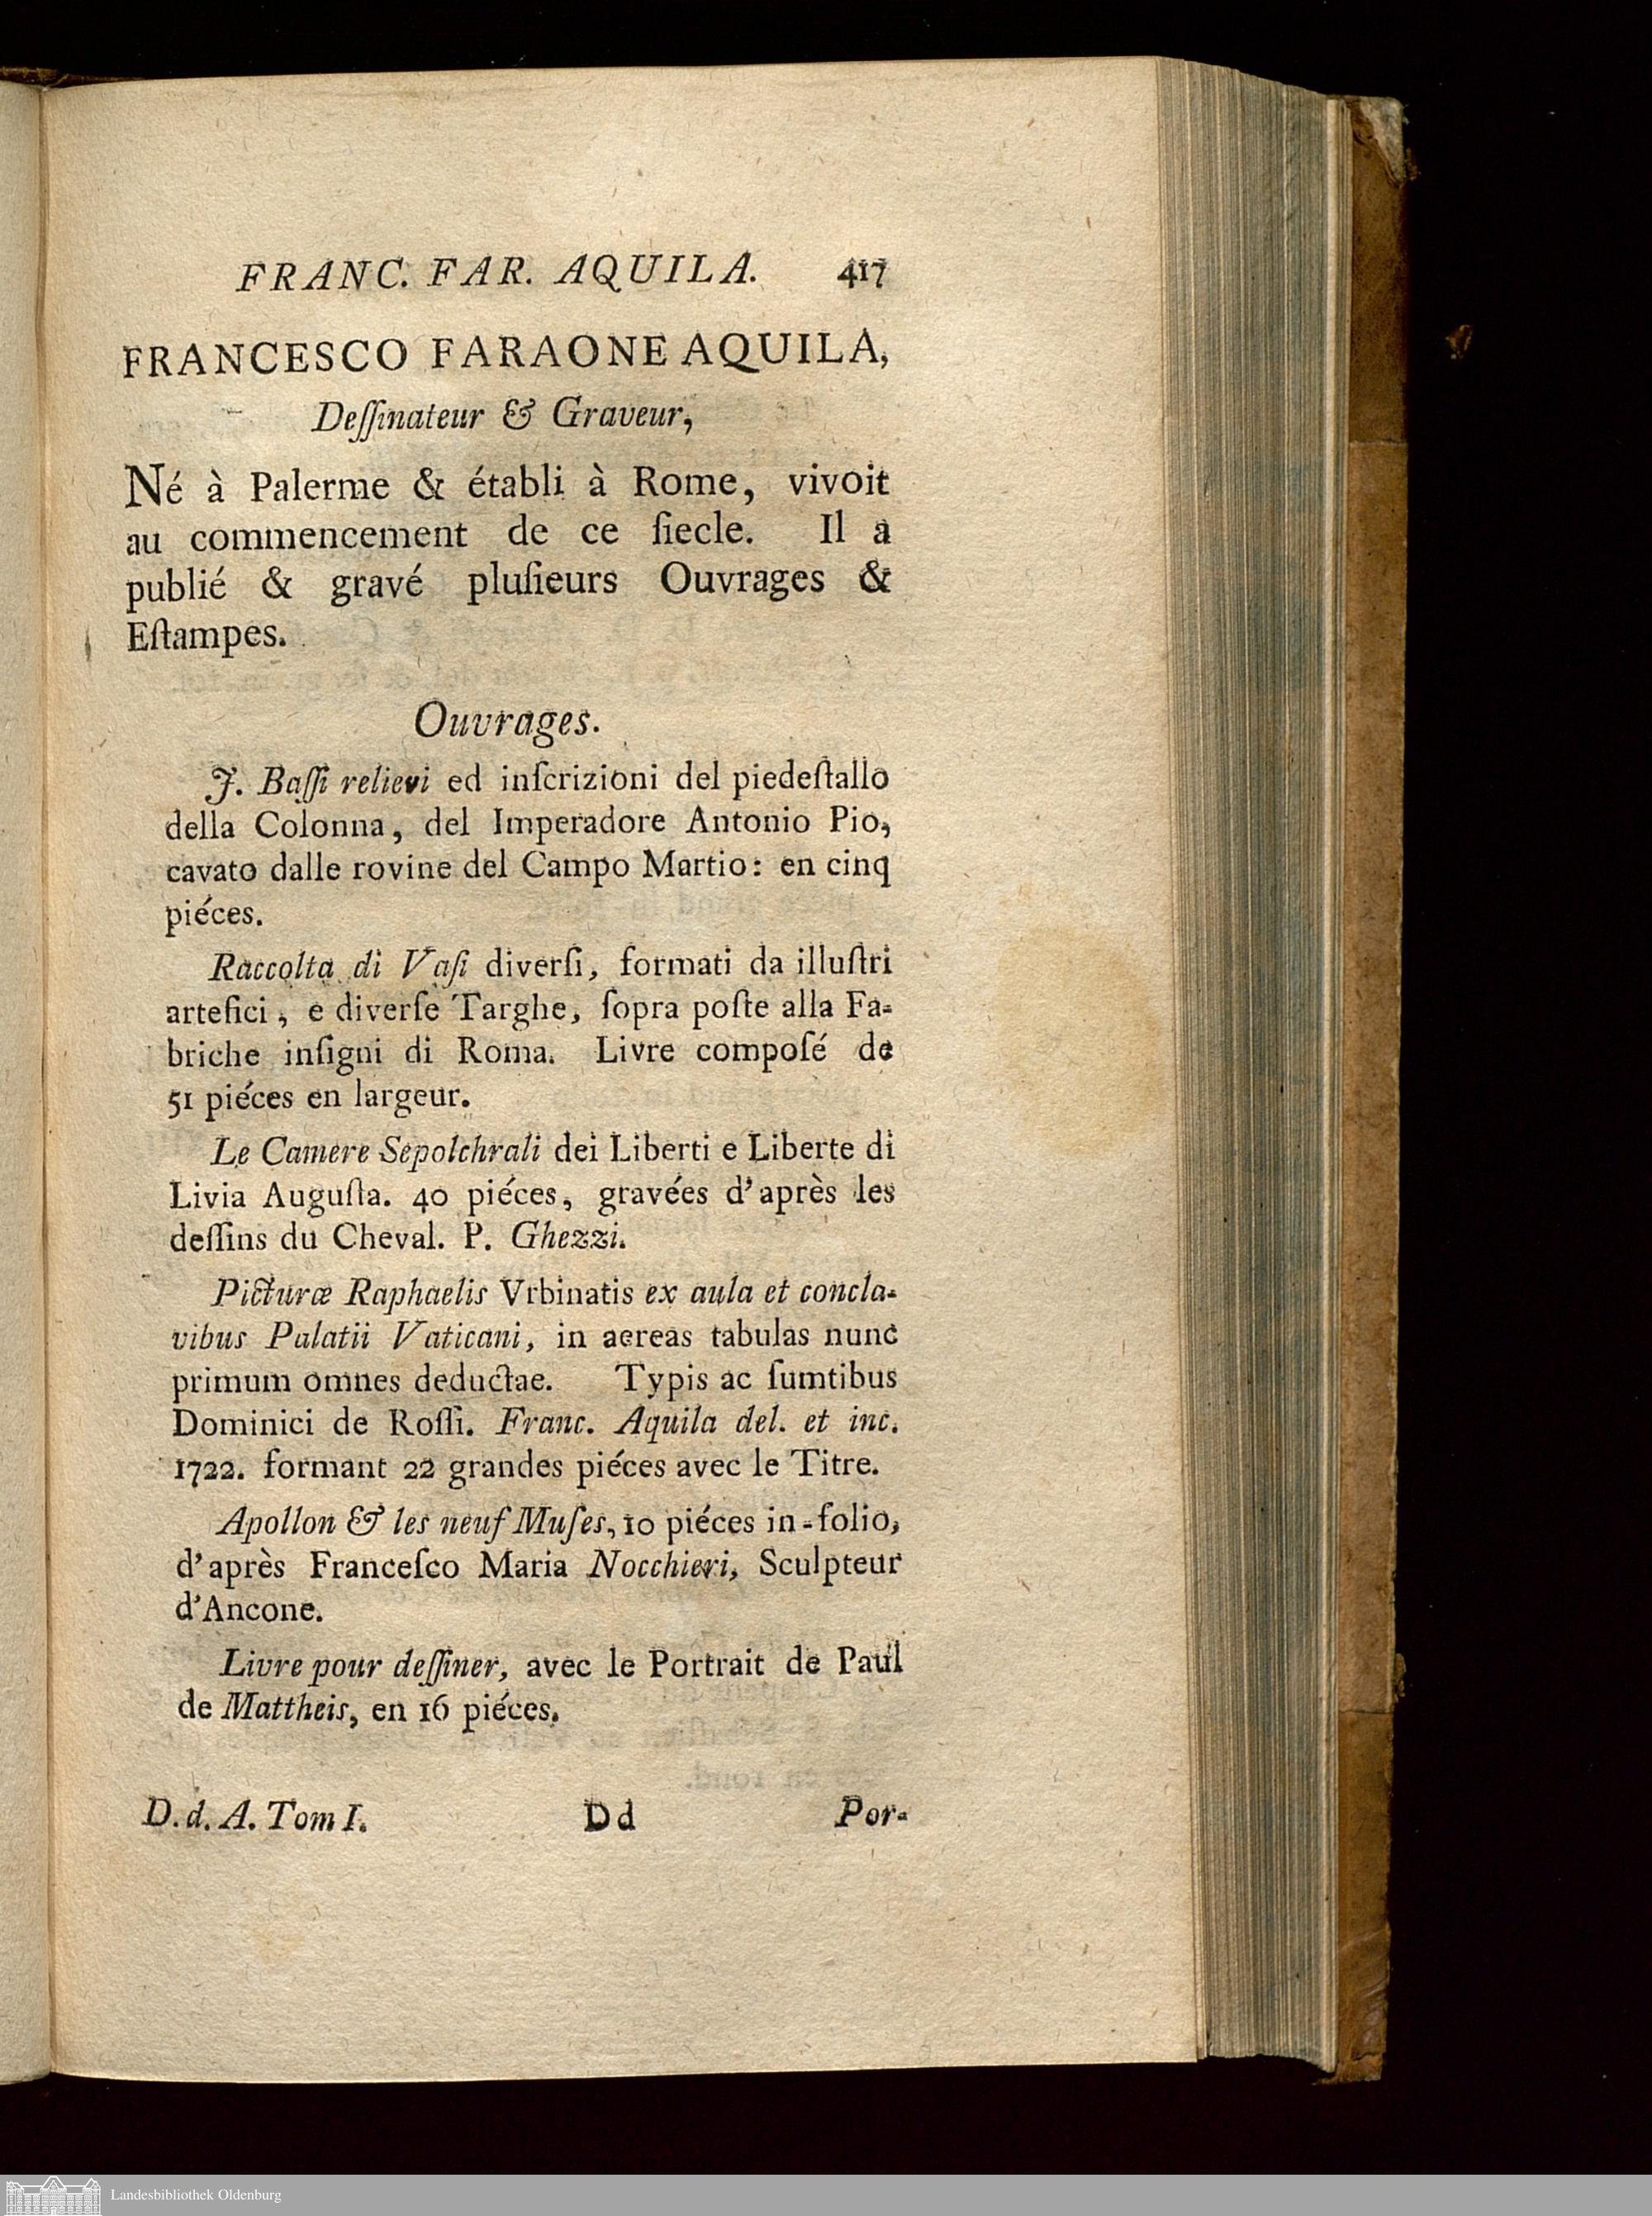 FRANC. FAR. AQUILA. 417
FRANCESCO FARAONE AQUILA,
Deſſinateur & Graveur,
Né à Palerme & établi à Rome, vivoit
au commencement de ce ſiecle. Il a
publié & gravé pluſieurs Ouvrages &
Eſtampes.
Ouvrages.
J. Baſſi relievi ed inſcrizioni del piedeſtallo
della Colonna, del Imperadore Antonio Pio,
cavato dalle rovine del Campo Martio: en cinq
piéces.
Raccolta di Vaſi diverſi, formati da illuſtri
artefici, e diverſe Targhe, ſopra poſte alla Fa-
briche inſigni di Roma. Livre compoſé de
51 piéces en largeur.
Le Camere Sepolchrali dei Liberti e Liberte di
Livia Auguſta. 40 piéces, gravées d'après les
deſſins du Cheval. P. Ghezzi.
Picturæ Raphaelis Vrbinatis ex aula et concla-
vibus Palatii Vaticani, in aereas tabulas nunc
primum omnes deductae. Typis ac ſumtibus
Dominici de Roſſi. Franc. Aquila del. et inc.
1722. formant 22 grandes piéces avec le Titre.
Apollon & les neuf Muſes, 10 piéces in-folio,
d'après Franceſco Maria Nocchieri, Sculpteur
d'Ancone.
Livre pour deſſiner, avec le Portrait de Paul
de Mattheis, en 16 piéces.
D. d. A. Tom I. Dd Por-
Landesbibliothek Oldenburg